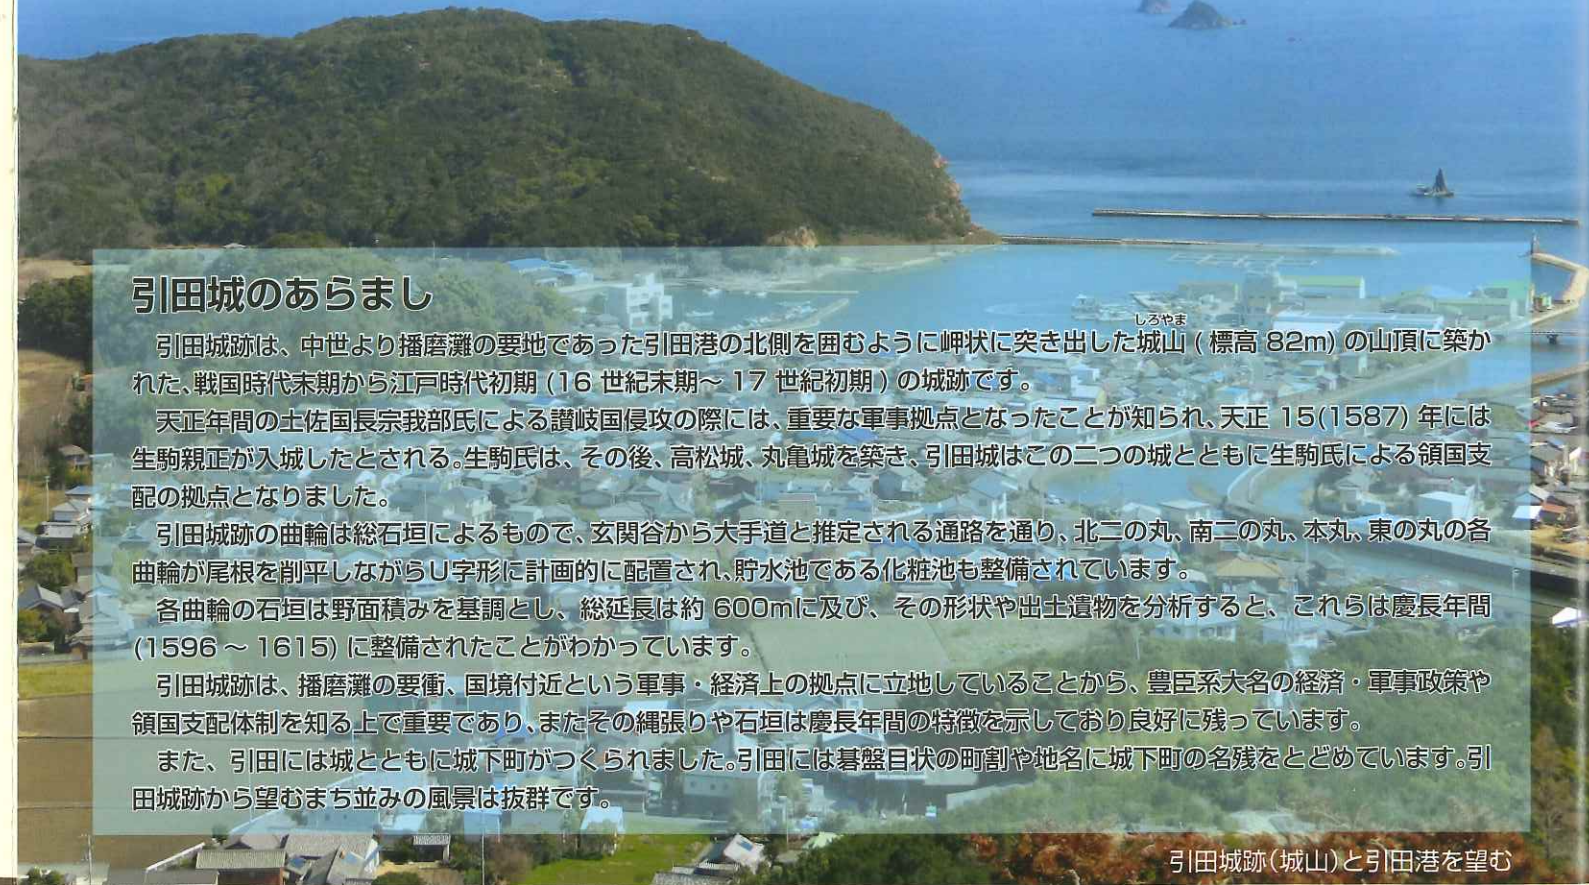 引田城のあらまし
しろやま
引田城跡は、中世より播磨灘の要地であった引田港の北側を囲むように岬状に突き出した城山 ( 標高 82m) の山頂に築か
れた、戦国時代末期から江戸時代初期 (16 世紀末期〜 17 世紀初期 ) の城跡です。
天正年間の土佐国長宗我部氏による讃岐国侵攻の際には、重要な軍事拠点となったことが知られ、天正 15(1587) 年には
生駒親正が入城したとされる。生駒氏は、その後、高松城、丸亀城を築き、引田城はこの二つの城とともに生駒氏による領国支
配の拠点となりました。
引田城跡の曲輪は総石垣によるもので、玄関谷から大手道と推定される通路を通り、北二の丸、南二の丸、本丸、東の丸の各
曲輪が尾根を削平しながらU字形に計画的に配置され、貯水池である化粧池も整備されています。
各曲輪の石垣は野面積みを基調とし、総延長は約 600mに及び、その形状や出土遺物を分析すると、これらは慶長年間
(1596 〜 1615) に整備されたことがわかっています。
引田城跡は、播磨灘の要衝、国境付近という軍事・経済上の拠点に立地していることから、豊臣系大名の経済・軍事政策や
領国支配体制を知る上で重要であり、またその縄張りや石垣は慶長年間の特徴を示しており良好に残っています。
また、引田には城とともに城下町がつくられました。引田には碁盤目状の町割や地名に城下町の名残をとどめています。引
田城跡から望むまち並みの風景は抜群です。
引田城跡(城山)と引田港を望む